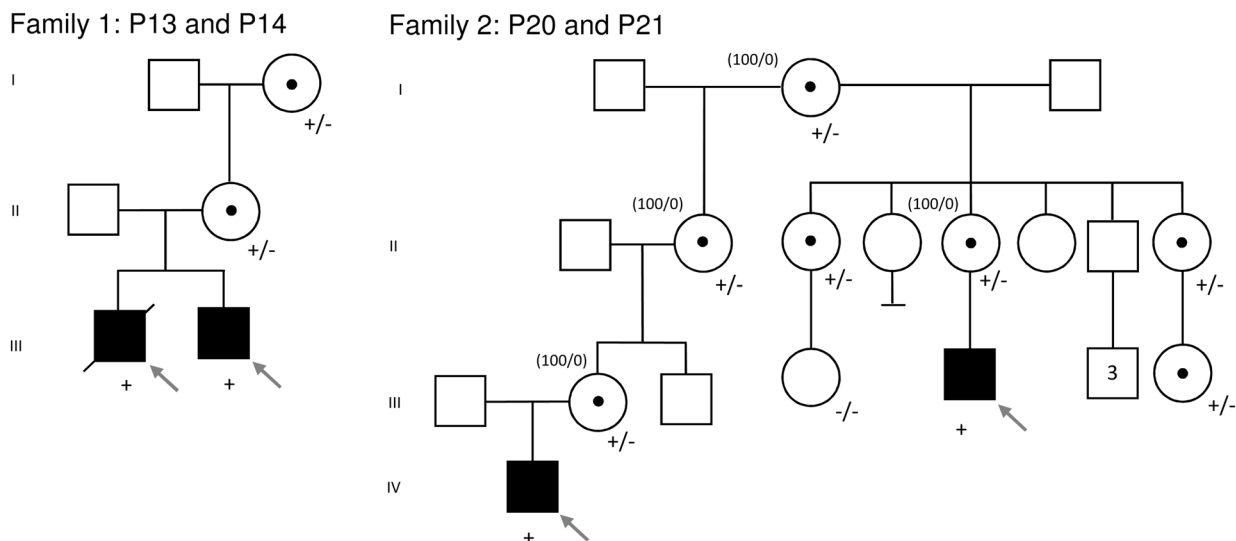 Family 1: P13 and P14
Family 2: P20 and P21
I
+/-
II
+/-
III
+ +
I
(100/0)
+/-
II
(100/0)
+/-
+/-
(100/0)
+/-
+/-
III
(100/0)
+/-
-/-
+
3
+/-
IV
+